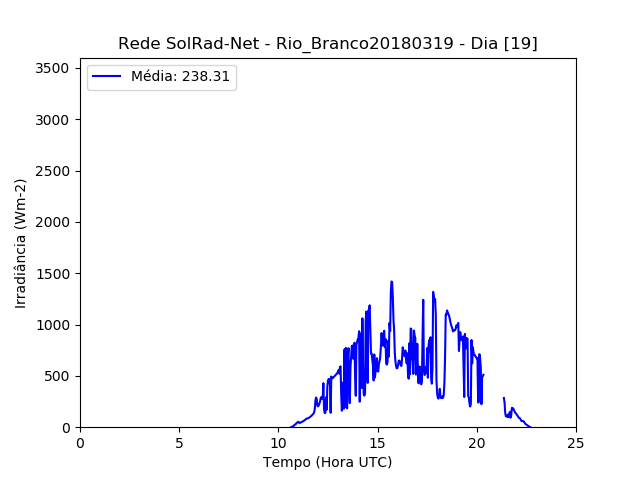 Rede SolRad-Net - Rio_Branco20180319 - Dia [19]
Média: 238.31
Irradiância (Wm-2)
3500
3000
2500
2000
1500
1000
500
0
0 5 10 15 20 25
Tempo (Hora UTC)